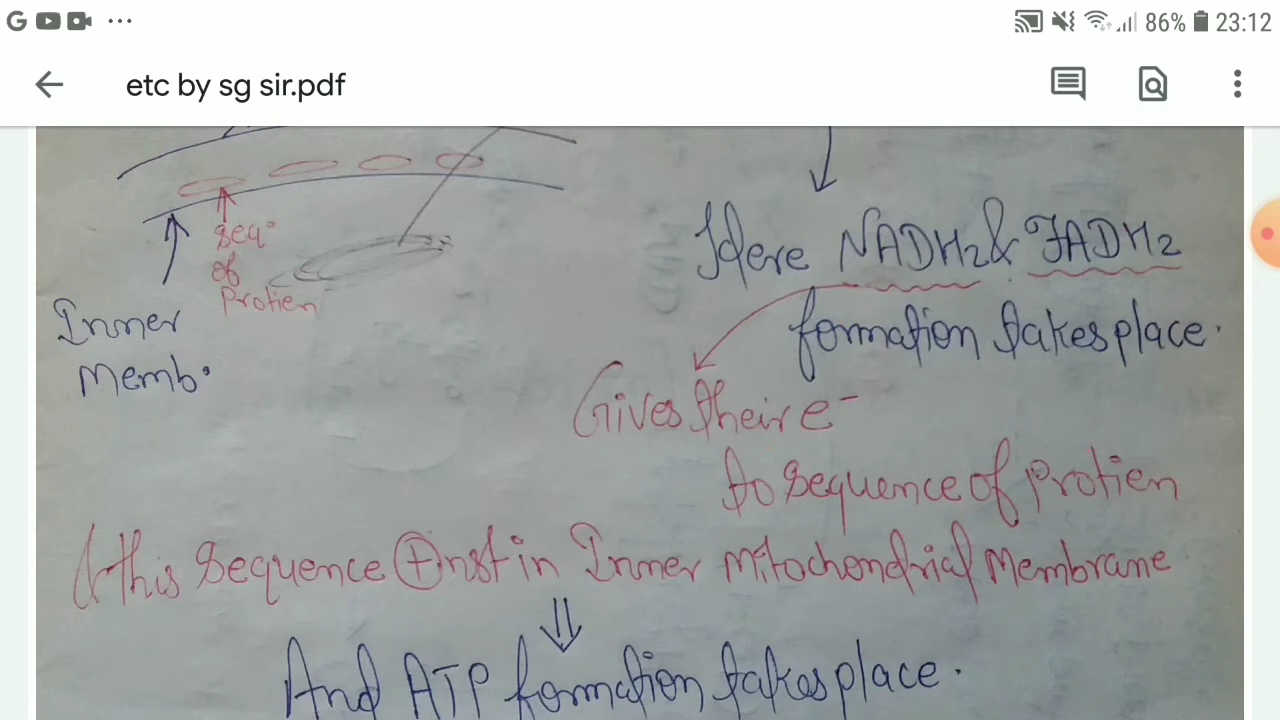 86% 23:12
etc by sg sir.pdf
Seq.
of
Protien
Inner
Memb.
Here NADH2 & FADH2
formation takes place.
Gives their e-
to sequence of protien
(this sequence ⊕nst in Inner Mitochondrial Membrane
And ATP formation takes place.